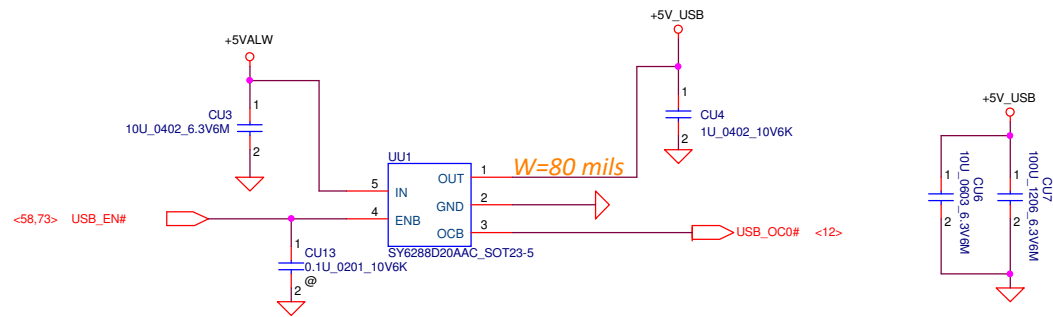 +5VALW
+5V_USB
1
CU3
10U_0402_6.3V6M
2
1
CU4
1U_0402_10V6K
2
UU1
W=80 mils
5
IN
OUT
1
GND
2
<58,73> USB_EN#
4
ENB
OCB
3
USB_OC0# <12>
SY6288D20AAC_SOT23-5
1
CU13
0.1U_0201_10V6K
@
2
+5V_USB
1
2
CU6
10U_0603_6.3V6M
1
2
CU7
100U_1206_6.3V6M